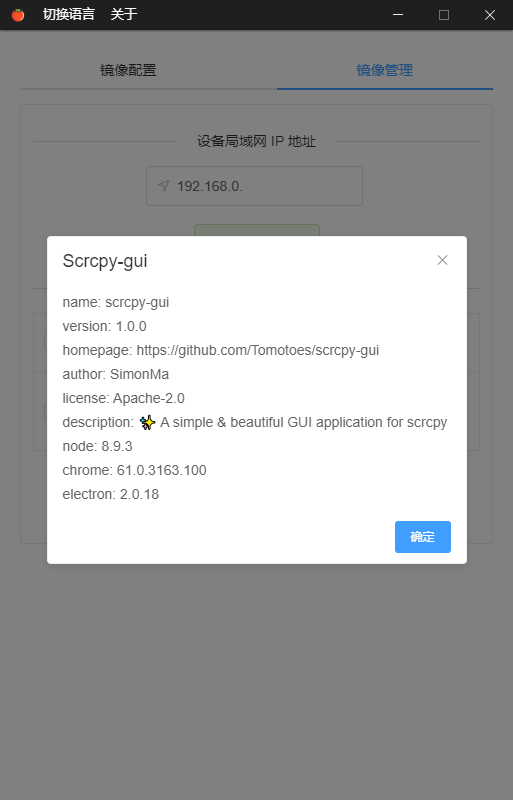 切换语言 关于
镜像配置 镜像管理
设备局域网 IP 地址
192.168.0.
Scrcpy-gui
name: scrcpy-gui
version: 1.0.0
homepage: https://github.com/Tomotoes/scrcpy-gui
author: SimonMa
license: Apache-2.0
description: ✨ A simple & beautiful GUI application for scrcpy
node: 8.9.3
chrome: 61.0.3163.100
electron: 2.0.18
确定